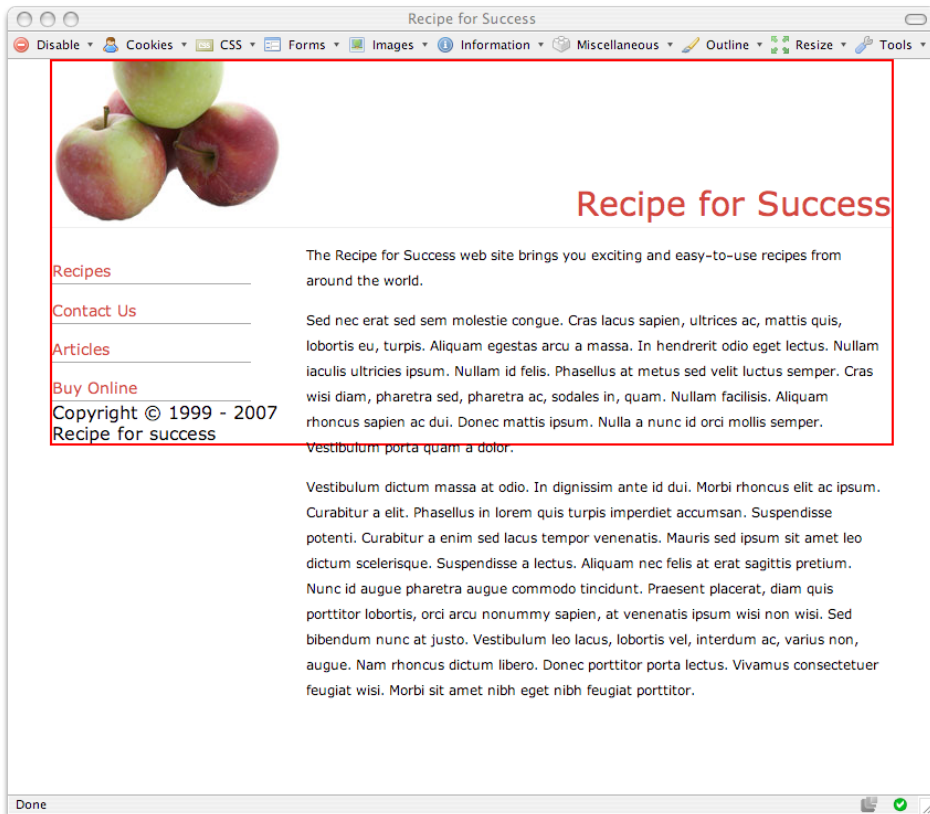 Recipe for Success
Disable Cookies CSS Forms Images Information Miscellaneous Outline Resize Tools
Recipe for Success
Recipes
Contact Us
Articles
Buy Online
Copyright © 1999 - 2007
Recipe for success
The Recipe for Success web site brings you exciting and easy-to-use recipes from
around the world.
Sed nec erat sed sem molestie congue. Cras lacus sapien, ultrices ac, mattis quis,
lobortis eu, turpis. Aliquam egestas arcu a massa. In hendrerit odio eget lectus. Nullam
iaculis ultricies ipsum. Nullam id felis. Phasellus at metus sed velit luctus semper. Cras
wisi diam, pharetra sed, pharetra ac, sodales in, quam. Nullam facilisis. Aliquam
rhoncus sapien ac dui. Donec mattis ipsum. Nulla a nunc id orci mollis semper.
Vestibulum porta quam a dolor.
Vestibulum dictum massa at odio. In dignissim ante id dui. Morbi rhoncus elit ac ipsum.
Curabitur a elit. Phasellus in lorem quis turpis imperdiet accumsan. Suspendisse
potenti. Curabitur a enim sed lacus tempor venenatis. Mauris sed ipsum sit amet leo
dictum scelerisque. Suspendisse a lectus. Aliquam nec felis at erat sagittis pretium.
Nunc id augue pharetra augue commodo tincidunt. Praesent placerat, diam quis
porttitor lobortis, orci arcu nonummy sapien, at venenatis ipsum wisi non wisi. Sed
bibendum nunc at justo. Vestibulum leo lacus, lobortis vel, interdum ac, varius non,
augue. Nam rhoncus dictum libero. Donec porttitor porta lectus. Vivamus consectetuer
feugiat wisi. Morbi sit amet nibh eget nibh feugiat porttitor.
Done